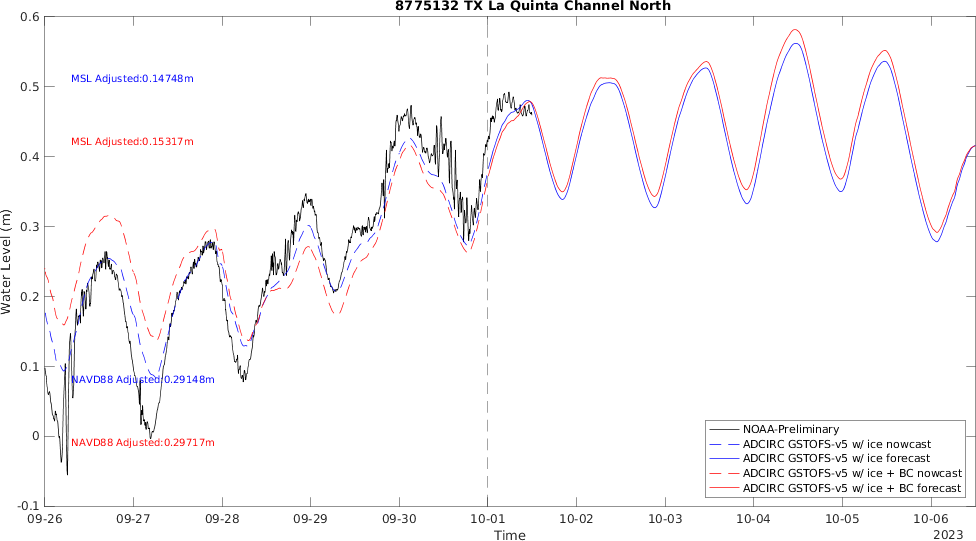 8775132 TX La Quinta Channel North
0.6
0.5
0.4
0.3
0.2
0.1
0
-0.1
Water Level (m)
MSL Adjusted:0.14748m
MSL Adjusted:0.15317m
NAVD88 Adjusted:0.29148m
NAVD88 Adjusted:0.29717m
NOAA-Preliminary
ADCIRC GSTOFS-v5 w/ ice nowcast
ADCIRC GSTOFS-v5 w/ ice forecast
ADCIRC GSTOFS-v5 w/ ice + BC nowcast
ADCIRC GSTOFS-v5 w/ ice + BC forecast
09-26 09-27 09-28 09-29 09-30 10-01 10-02 10-03 10-04 10-05 10-06
Time
2023